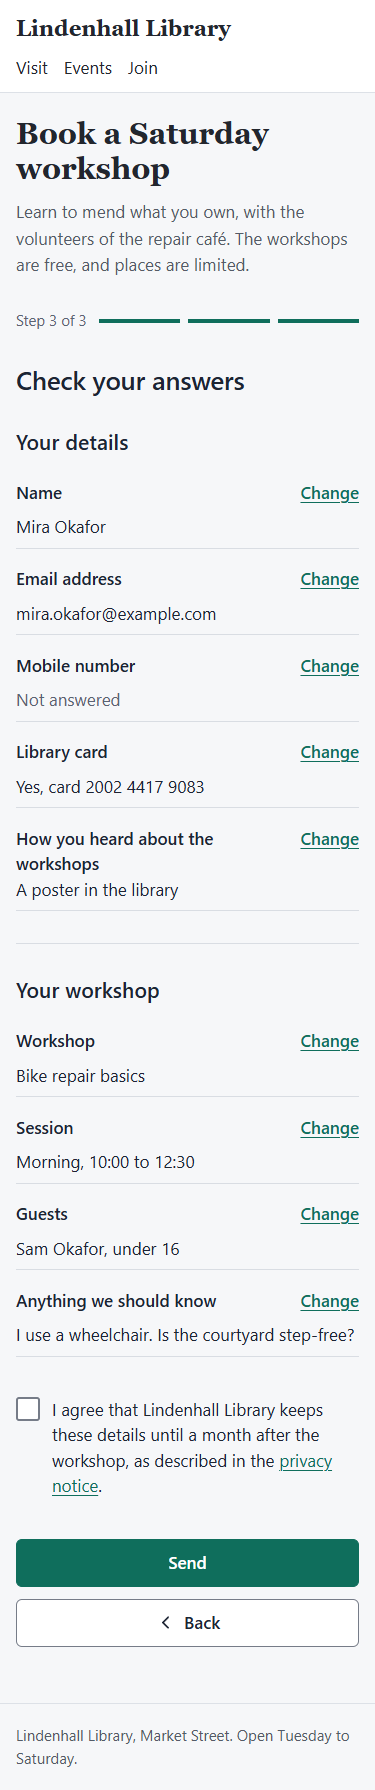 Lindenhall Library
Visit Events Join
Book a Saturday
workshop
Learn to mend what you own, with the
volunteers of the repair café. The workshops
are free, and places are limited.
Step 3 of 3
Check your answers
Your details
Name Change
Mira Okafor
Email address Change
mira.okafor@example.com
Mobile number Change
Not answered
Library card Change
Yes, card 2002 4417 9083
How you heard about the Change
workshops
A poster in the library
Your workshop
Workshop Change
Bike repair basics
Session Change
Morning, 10:00 to 12:30
Guests Change
Sam Okafor, under 16
Anything we should know Change
I use a wheelchair. Is the courtyard step-free?
I agree that Lindenhall Library keeps
these details until a month after the
workshop, as described in the privacy
notice.
Send
Back
Lindenhall Library, Market Street. Open Tuesday to
Saturday.